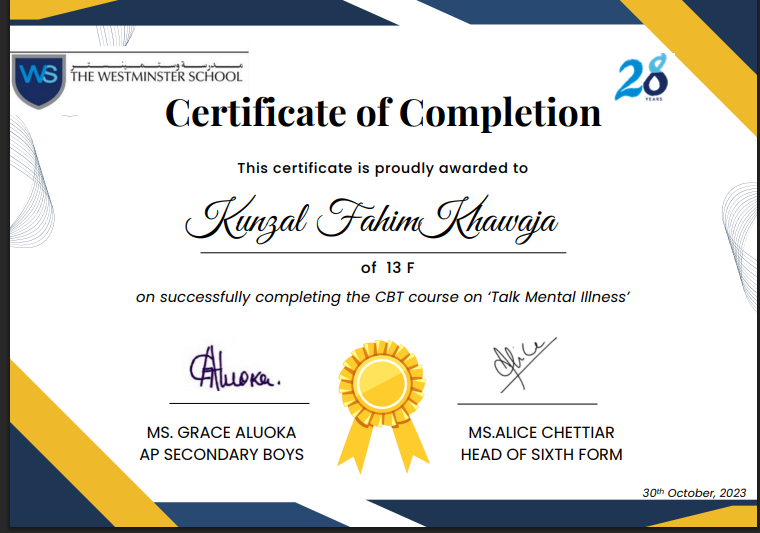 مدرسة وستمينستر
WS THE WESTMINSTER SCHOOL
28
YEARS
Certificate of Completion
This certificate is proudly awarded to
Kunzal Fahim Khawaja
of 13 F
on successfully completing the CBT course on ‘Talk Mental Illness’
GAluoka.
Alice
MS. GRACE ALUOKA
AP SECONDARY BOYS
MS.ALICE CHETTIAR
HEAD OF SIXTH FORM
30th October, 2023